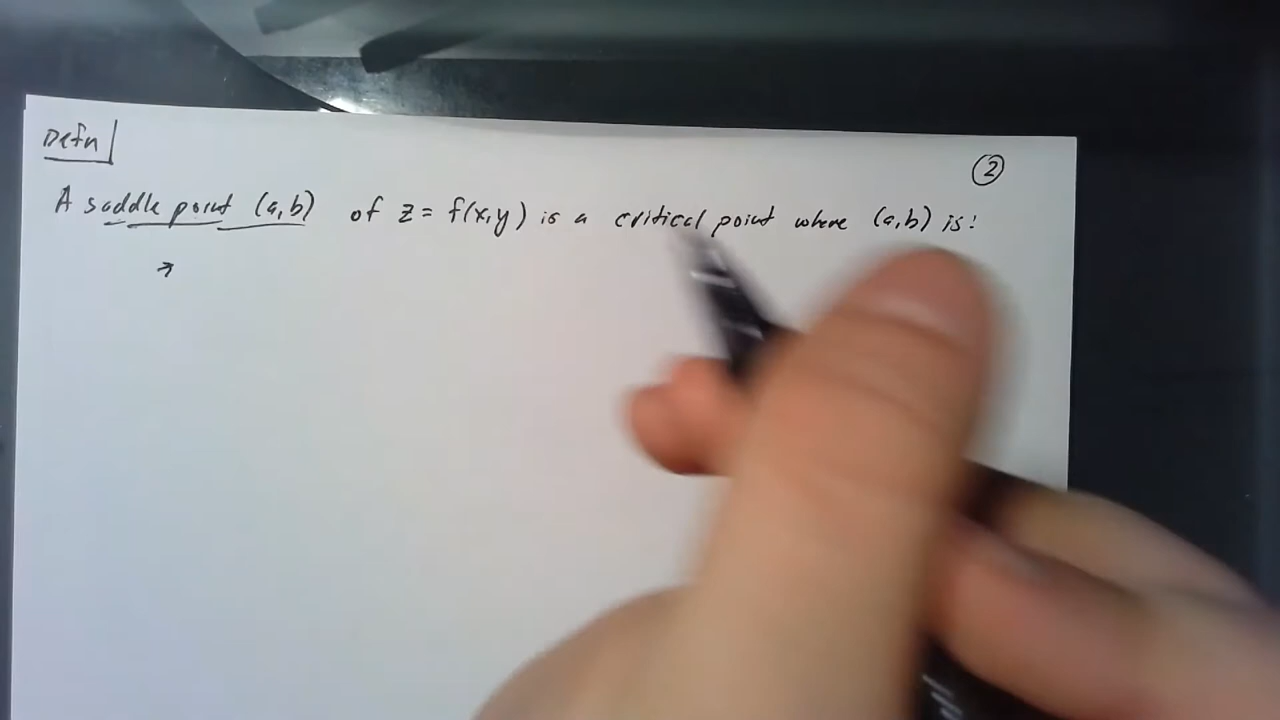 Defn
2
A saddle point (a,b) of z = f(x,y) is a critical point where (a,b) is:
→